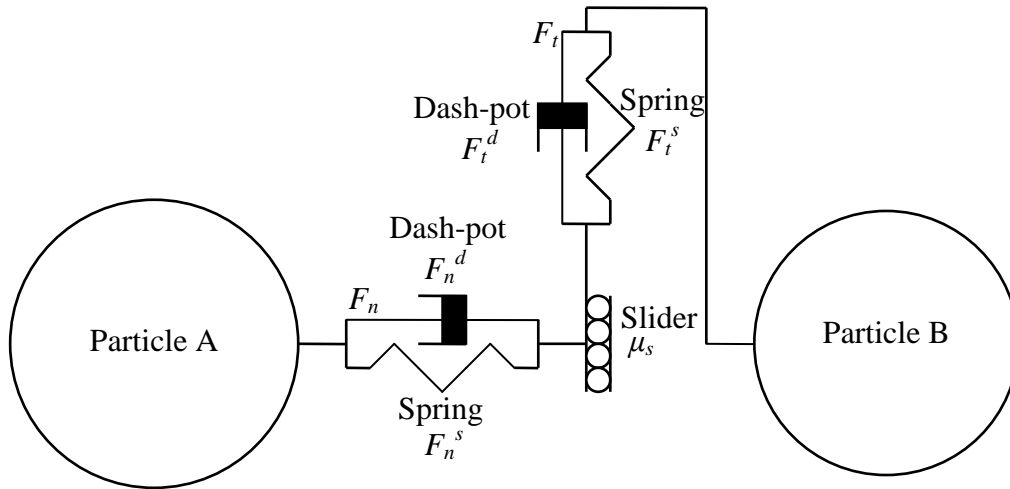 F_t
Dash-pot
F_t^d
Spring
F_t^s
Dash-pot
F_n^d
F_n
Slider
μ_s
Particle A
Particle B
Spring
F_n^s